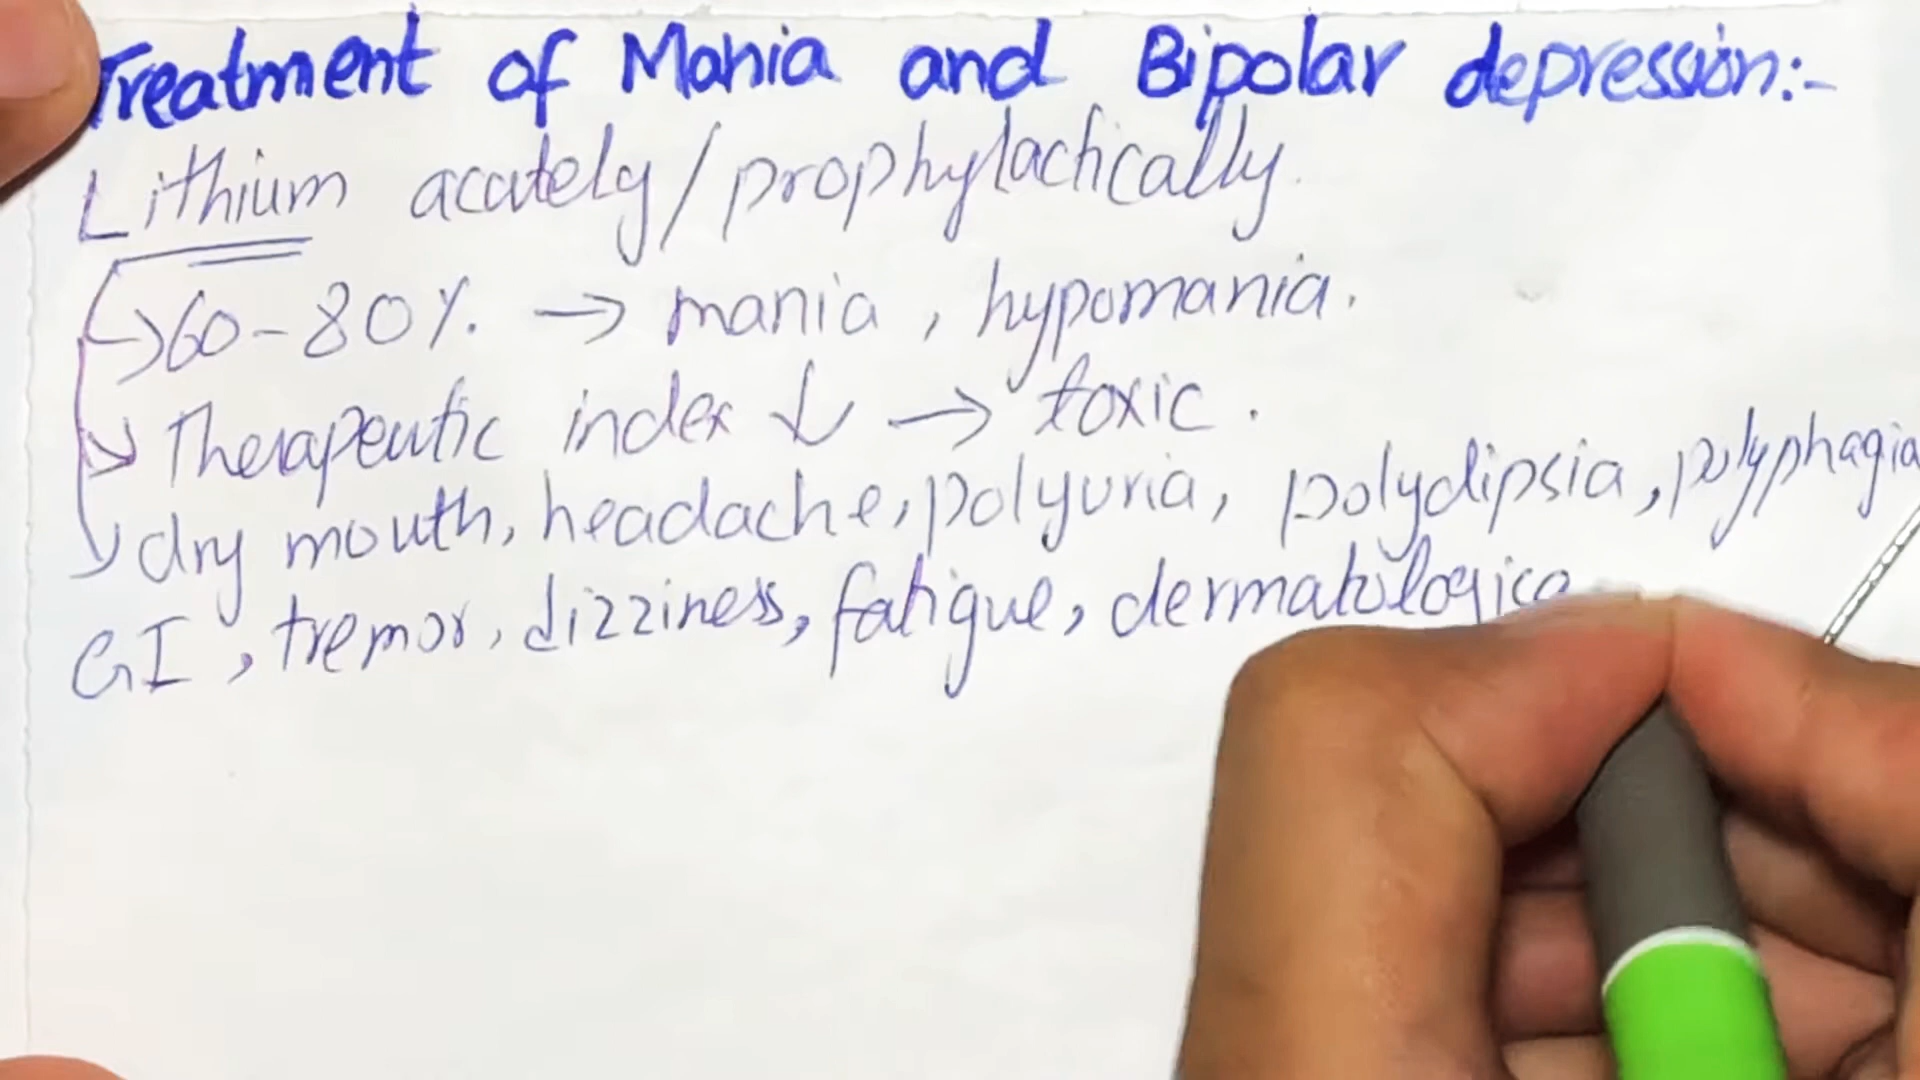 Treatment of Mania and Bipolar depression:-
Lithium acutely/prophylactically.
→ 60-80% → mania, hypomania.
→ Therapeutic index ↓ → toxic.
→ dry mouth, headache, polyuria, polydipsia, polyphagia
GI, tremor, dizziness, fatigue, dermatologica